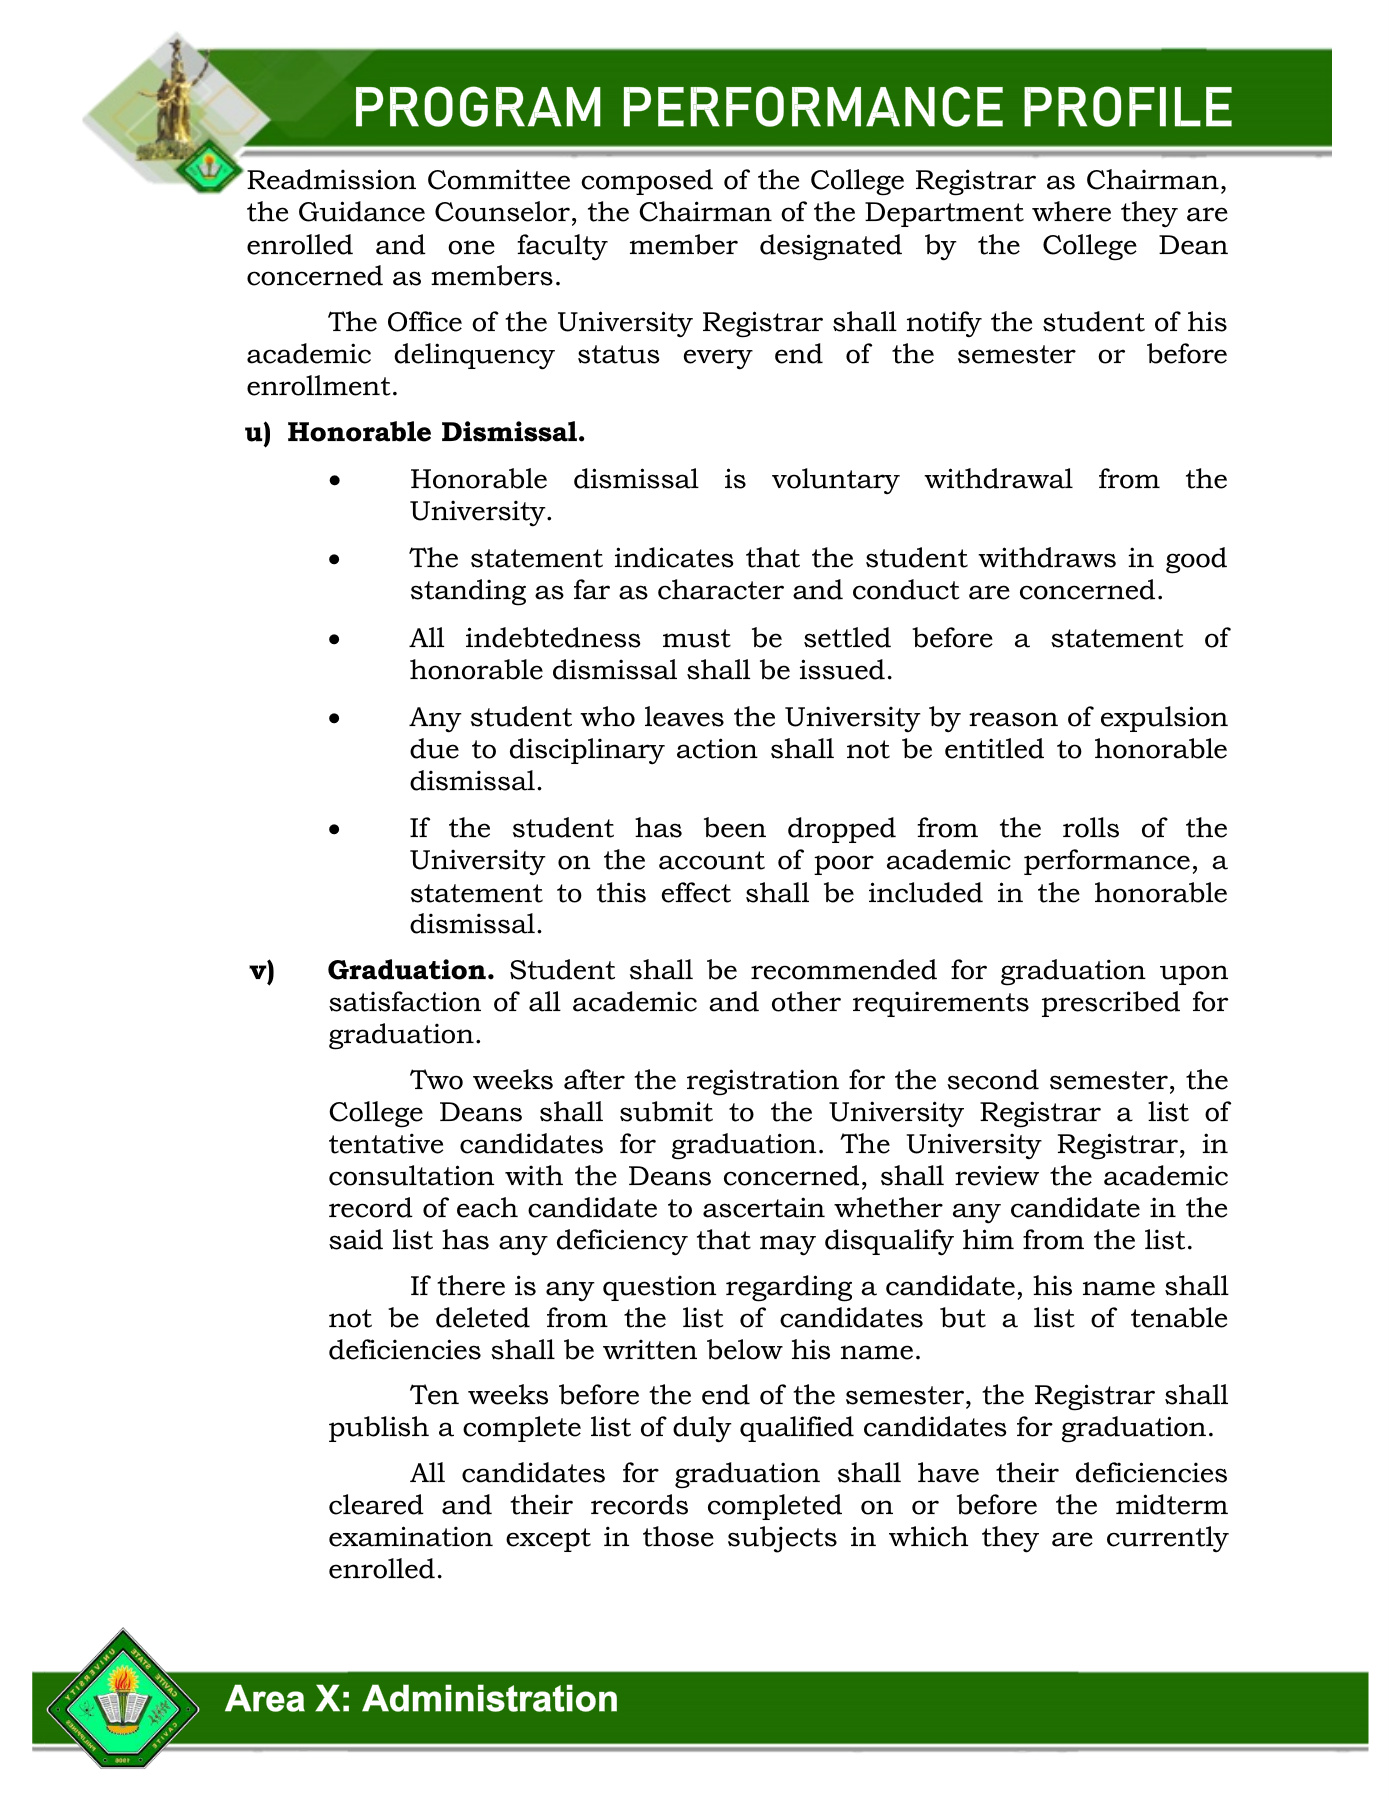 PROGRAM PERFORMANCE PROFILE
Readmission Committee composed of the College Registrar as Chairman,
the Guidance Counselor, the Chairman of the Department where they are
enrolled and one faculty member designated by the College Dean
concerned as members.
The Office of the University Registrar shall notify the student of his
academic delinquency status every end of the semester or before
enrollment.
u) Honorable Dismissal.
• Honorable dismissal is voluntary withdrawal from the
University.
• The statement indicates that the student withdraws in good
standing as far as character and conduct are concerned.
• All indebtedness must be settled before a statement of
honorable dismissal shall be issued.
• Any student who leaves the University by reason of expulsion
due to disciplinary action shall not be entitled to honorable
dismissal.
• If the student has been dropped from the rolls of the
University on the account of poor academic performance, a
statement to this effect shall be included in the honorable
dismissal.
v) Graduation. Student shall be recommended for graduation upon
satisfaction of all academic and other requirements prescribed for
graduation.
Two weeks after the registration for the second semester, the
College Deans shall submit to the University Registrar a list of
tentative candidates for graduation. The University Registrar, in
consultation with the Deans concerned, shall review the academic
record of each candidate to ascertain whether any candidate in the
said list has any deficiency that may disqualify him from the list.
If there is any question regarding a candidate, his name shall
not be deleted from the list of candidates but a list of tenable
deficiencies shall be written below his name.
Ten weeks before the end of the semester, the Registrar shall
publish a complete list of duly qualified candidates for graduation.
All candidates for graduation shall have their deficiencies
cleared and their records completed on or before the midterm
examination except in those subjects in which they are currently
enrolled.
CAVITE STATE UNIVERSITY
CAVITE
PHILIPPINES
1906
Area X: Administration